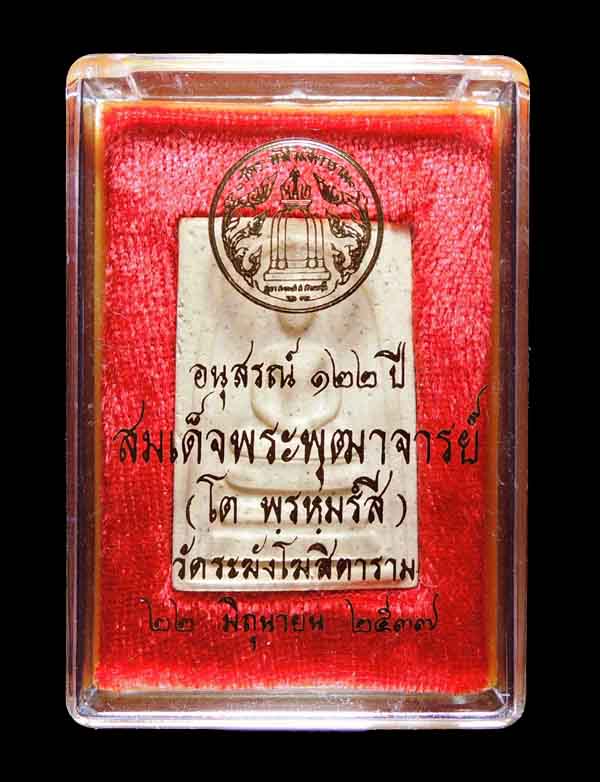 อนุสรณ์ ๑๒๒ ปี
สมเด็จพระพุฒาจารย์
(โต พฺรหฺมรํสี)
วัดระฆังโฆสิตาราม
๒๒ มิถุนายน ๒๕๓๗